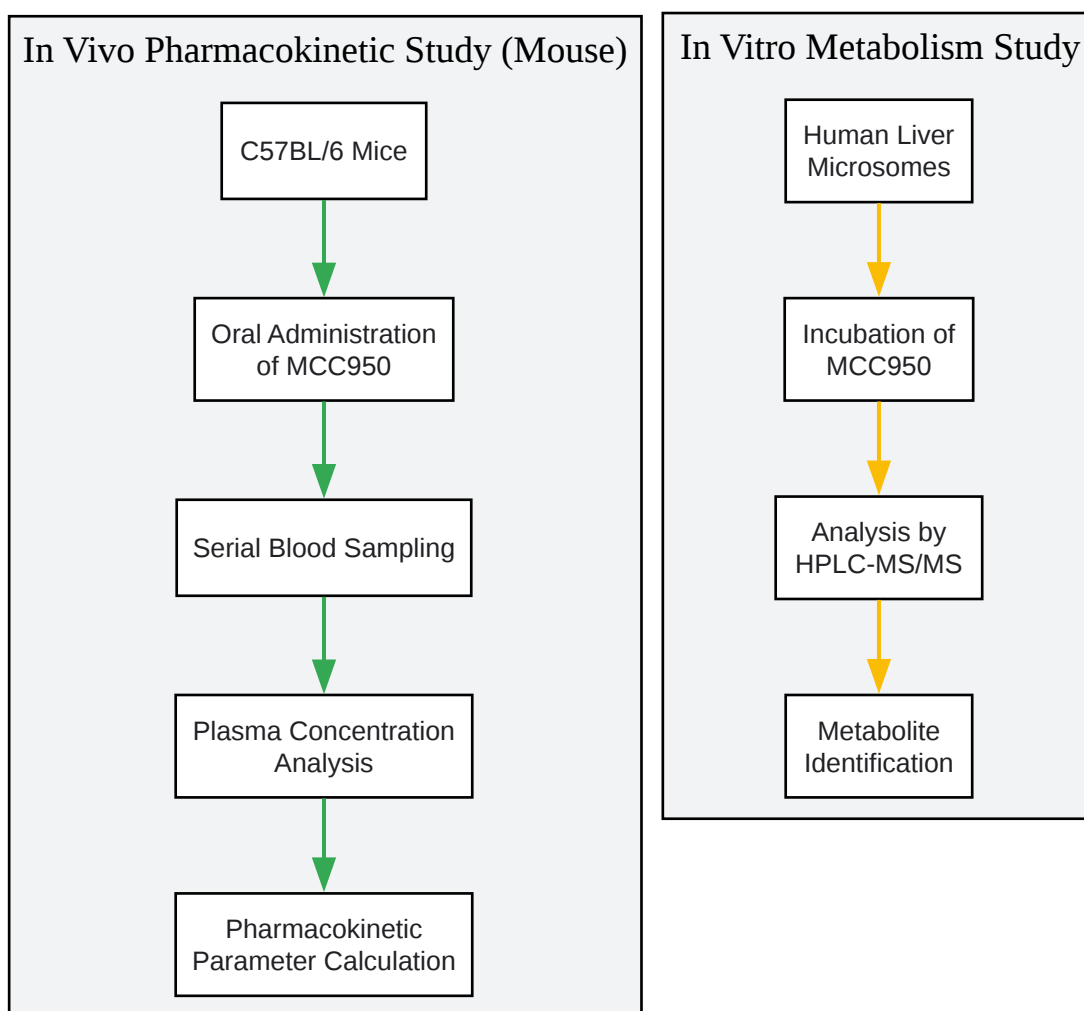 In Vivo Pharmacokinetic Study (Mouse)
C57BL/6 Mice
Oral Administration
of MCC950
Serial Blood Sampling
Plasma Concentration
Analysis
Pharmacokinetic
Parameter Calculation
In Vitro Metabolism Study
Human Liver
Microsomes
Incubation of
MCC950
Analysis by
HPLC-MS/MS
Metabolite
Identification